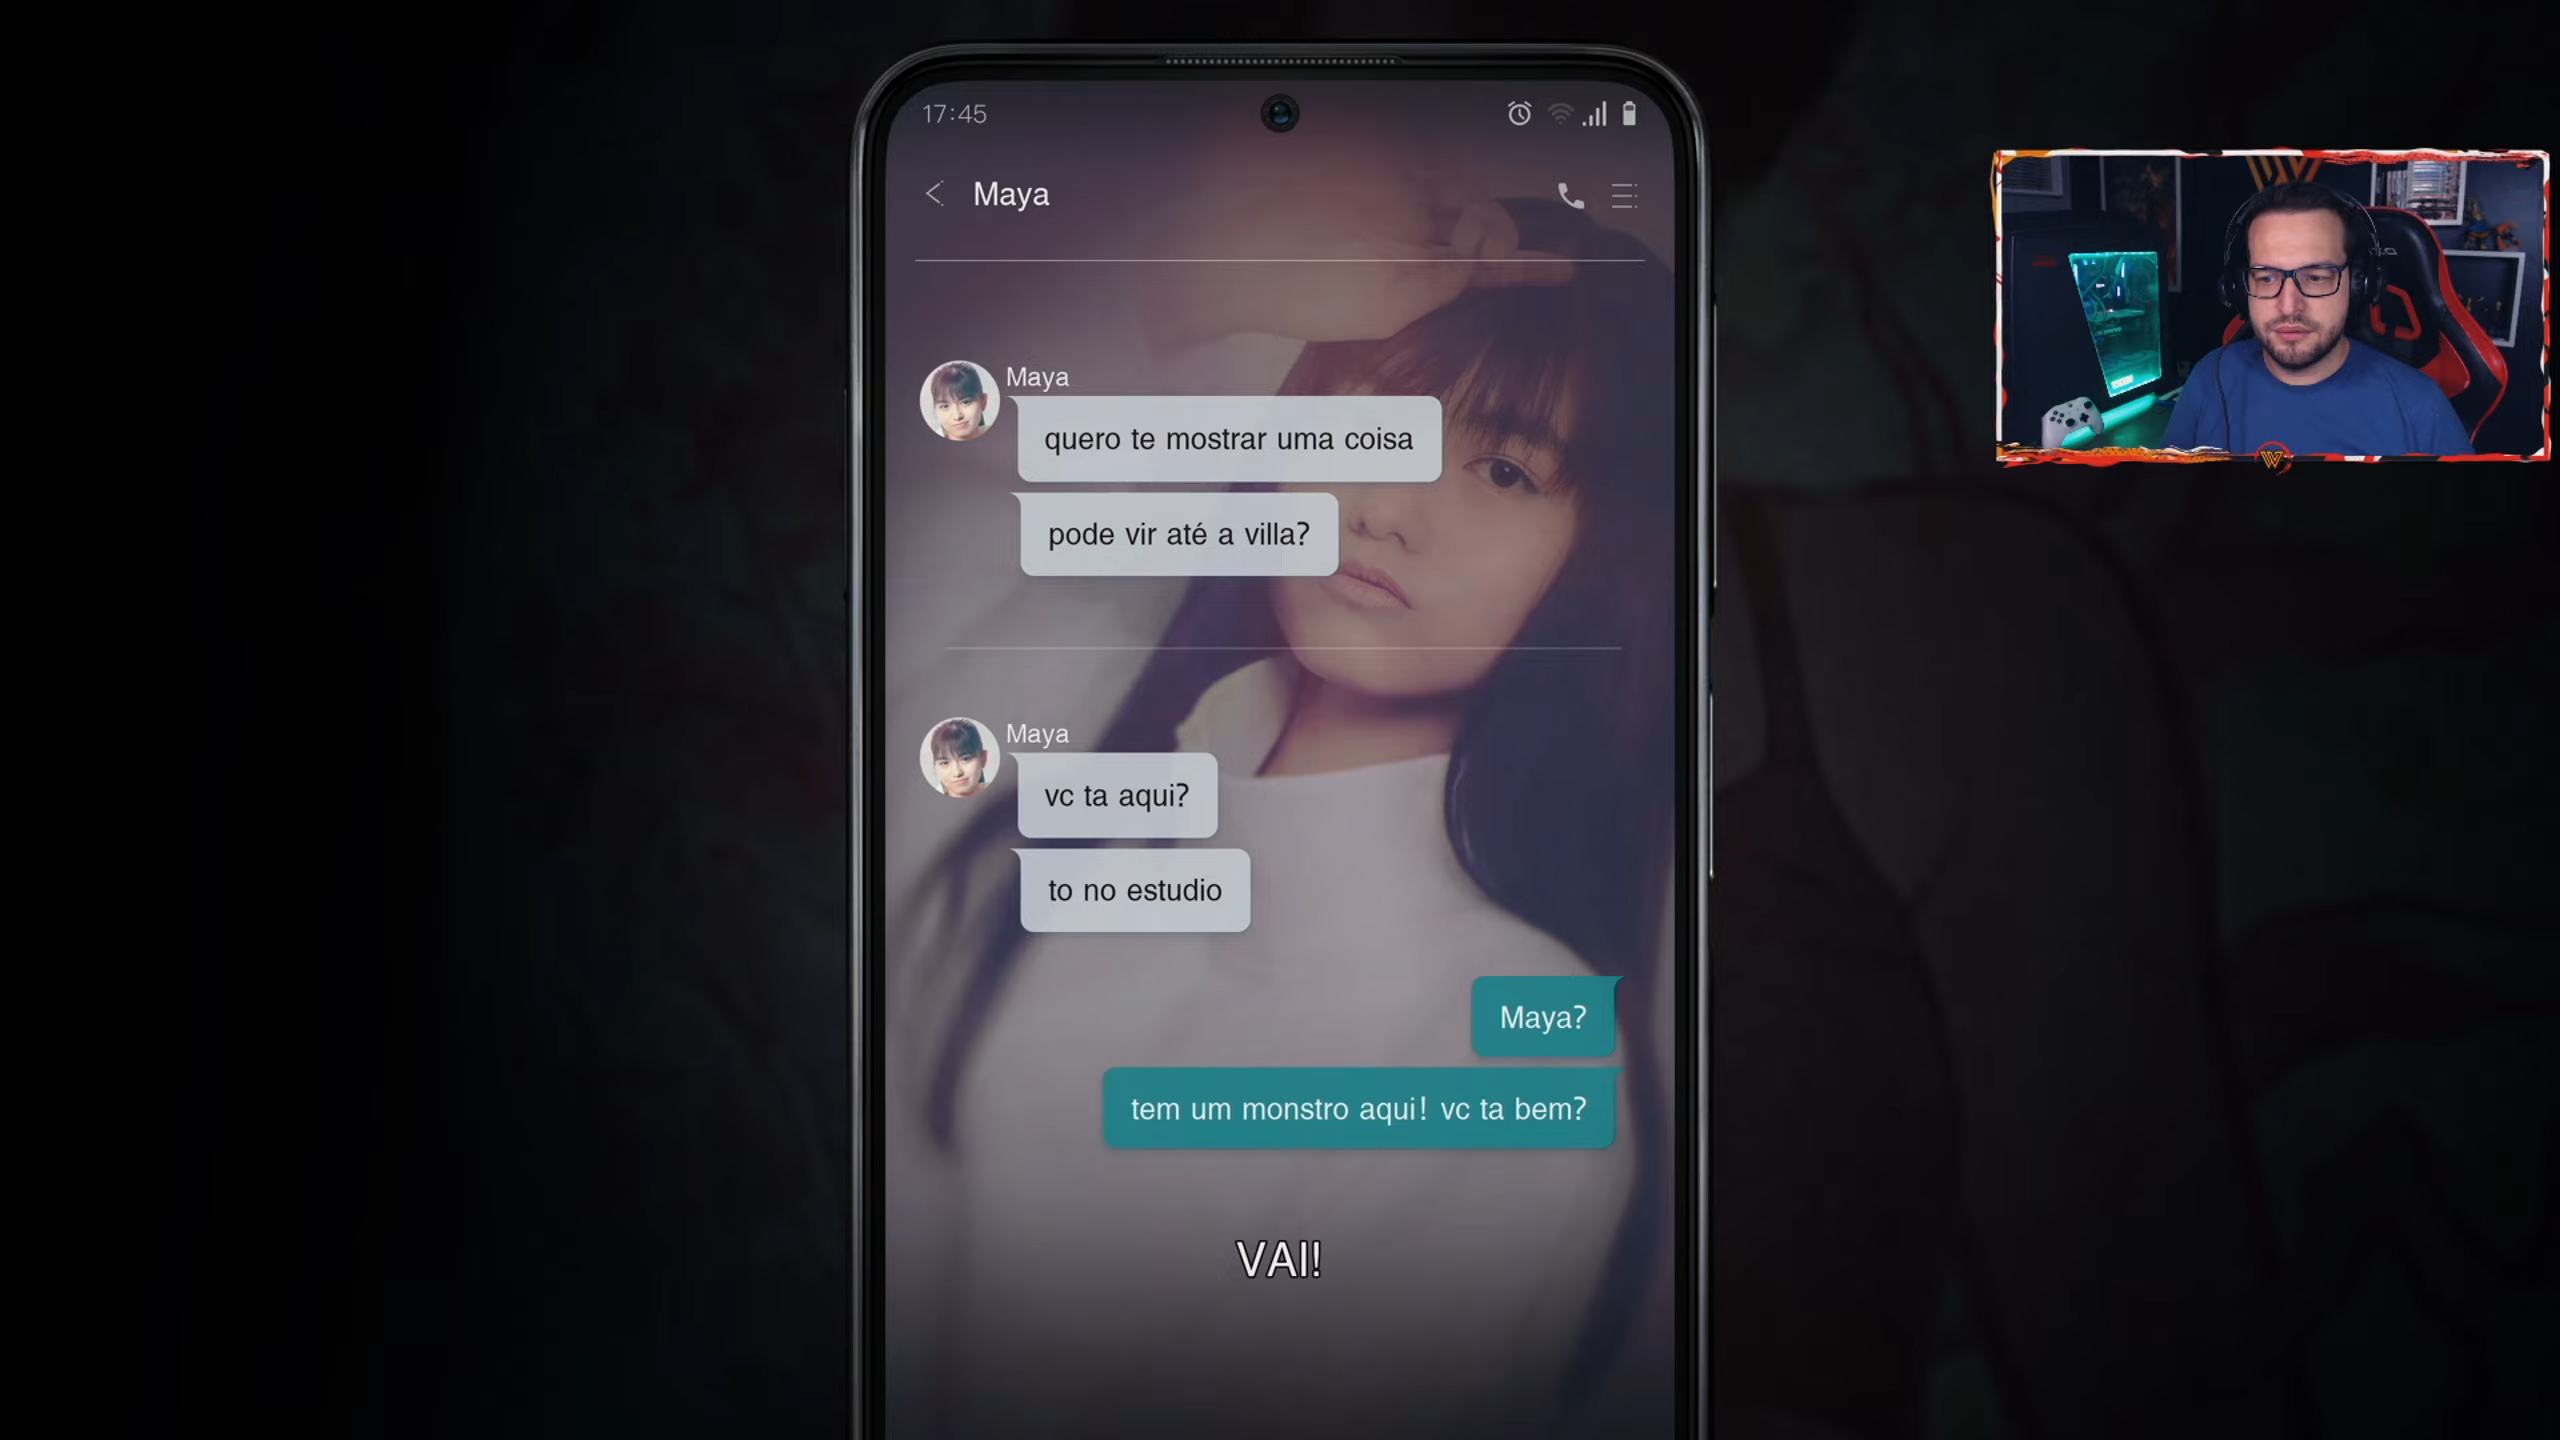 17:45
Maya
Maya
quero te mostrar uma coisa
pode vir até a villa?
Maya
vc ta aqui?
to no estudio
Maya?
tem um monstro aqui! vc ta bem?
VAI!